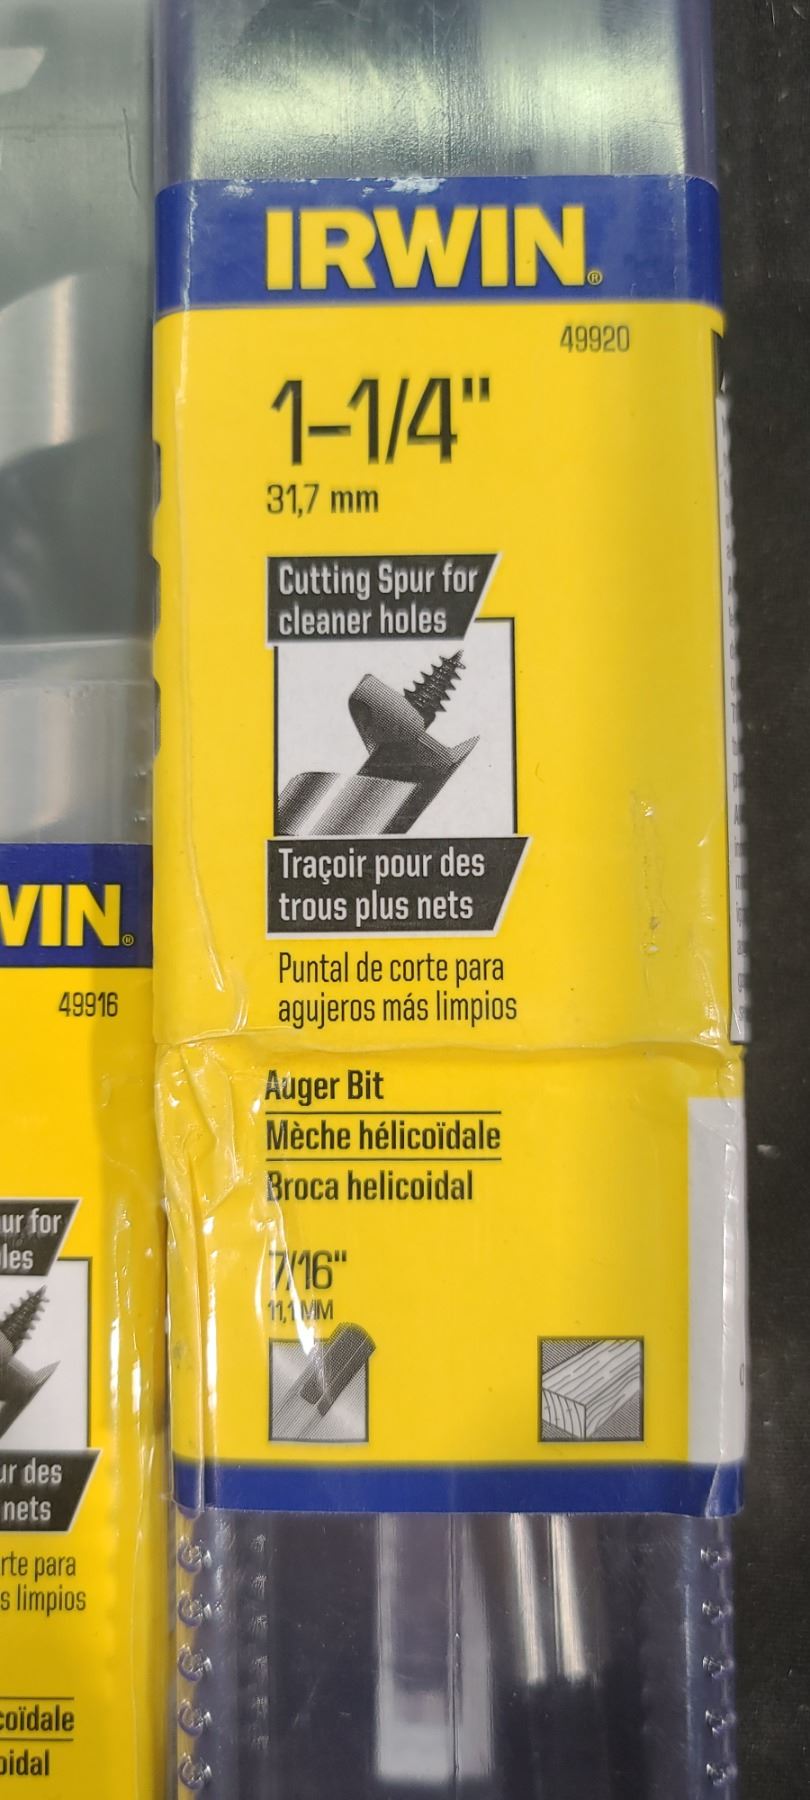 IRWIN®
49920
1-1/4"
31,7 mm
Cutting Spur for
cleaner holes
Traçoir pour des
trous plus nets
Puntal de corte para
agujeros más limpios
Auger Bit
Mèche hélicoïdale
Broca helicoidal
7/16"
11,1 MM
WIN®
49916
ur for
les
ur des
nets
rte para
s limpios
coïdale
oidal